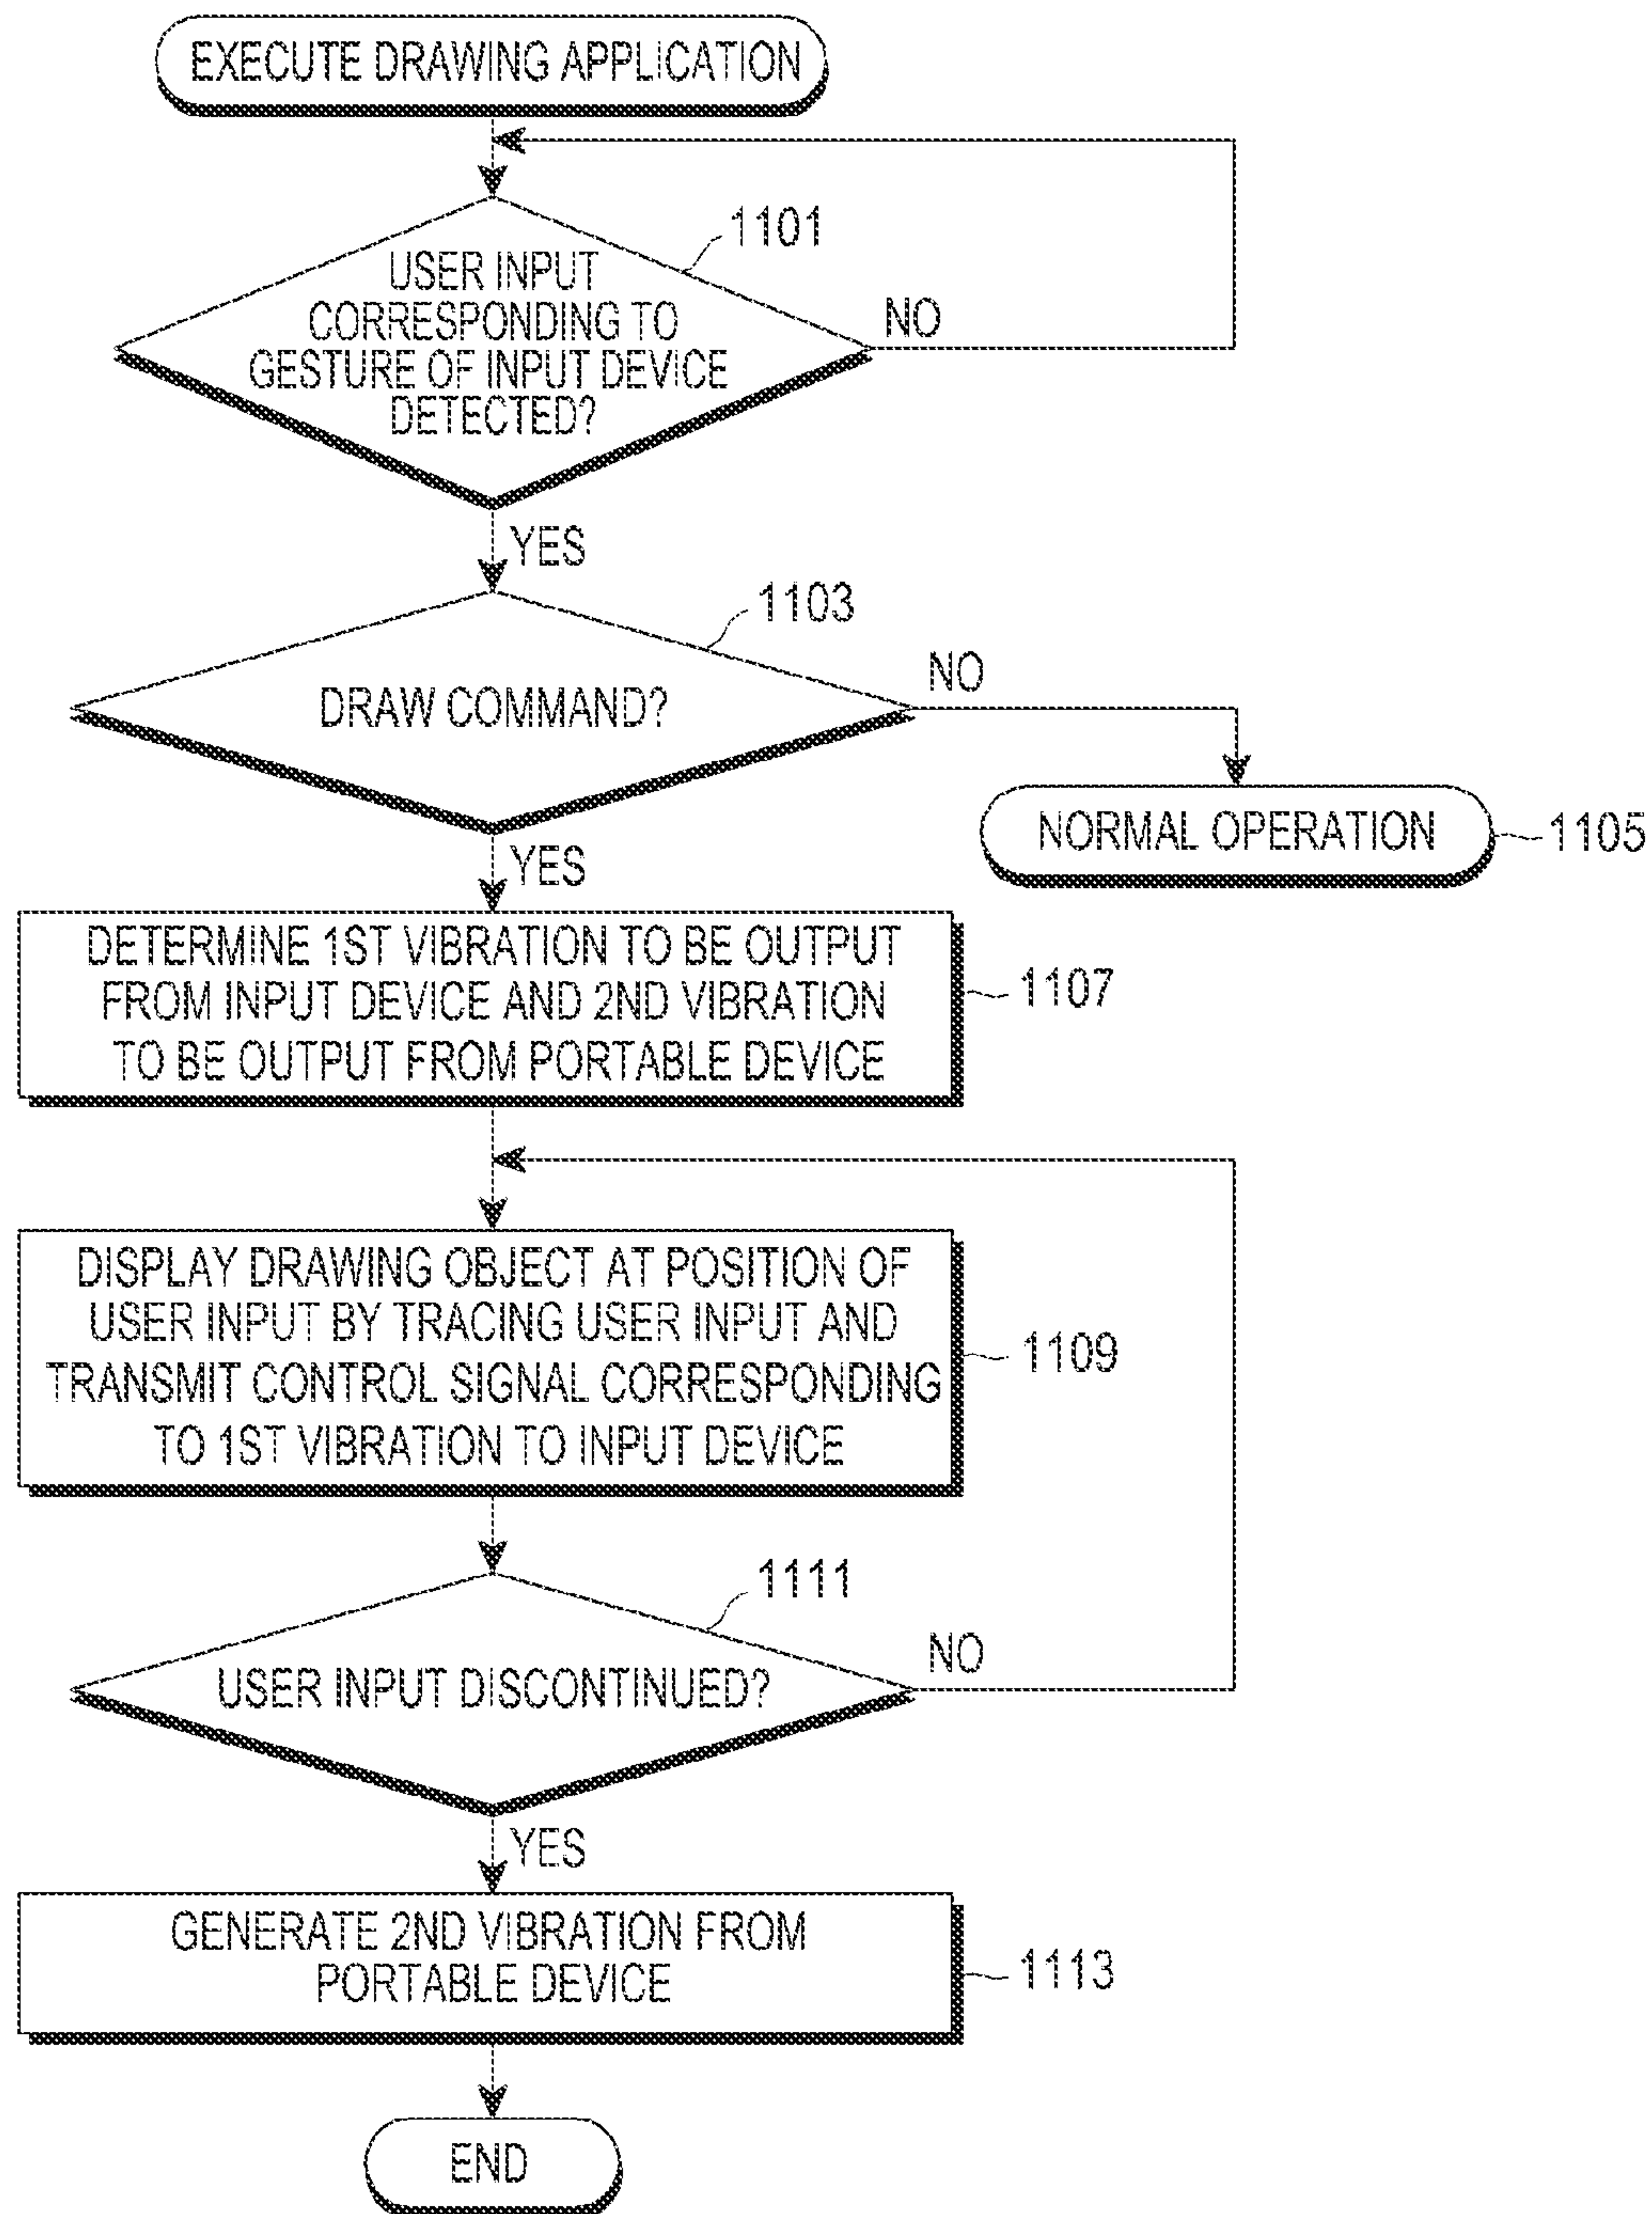 EXECUTE DRAWING APPLICATION
1101
USER INPUT
CORRESPONDING TO
GESTURE OF INPUT DEVICE
DETECTED?
NO
YES
1103
DRAW COMMAND?
NO
NORMAL OPERATION
1105
YES
DETERMINE 1ST VIBRATION TO BE OUTPUT
FROM INPUT DEVICE AND 2ND VIBRATION
TO BE OUTPUT FROM PORTABLE DEVICE
1107
DISPLAY DRAWING OBJECT AT POSITION OF
USER INPUT BY TRACING USER INPUT AND
TRANSMIT CONTROL SIGNAL CORRESPONDING
TO 1ST VIBRATION TO INPUT DEVICE
1109
1111
USER INPUT DISCONTINUED?
NO
YES
GENERATE 2ND VIBRATION FROM
PORTABLE DEVICE
1113
END